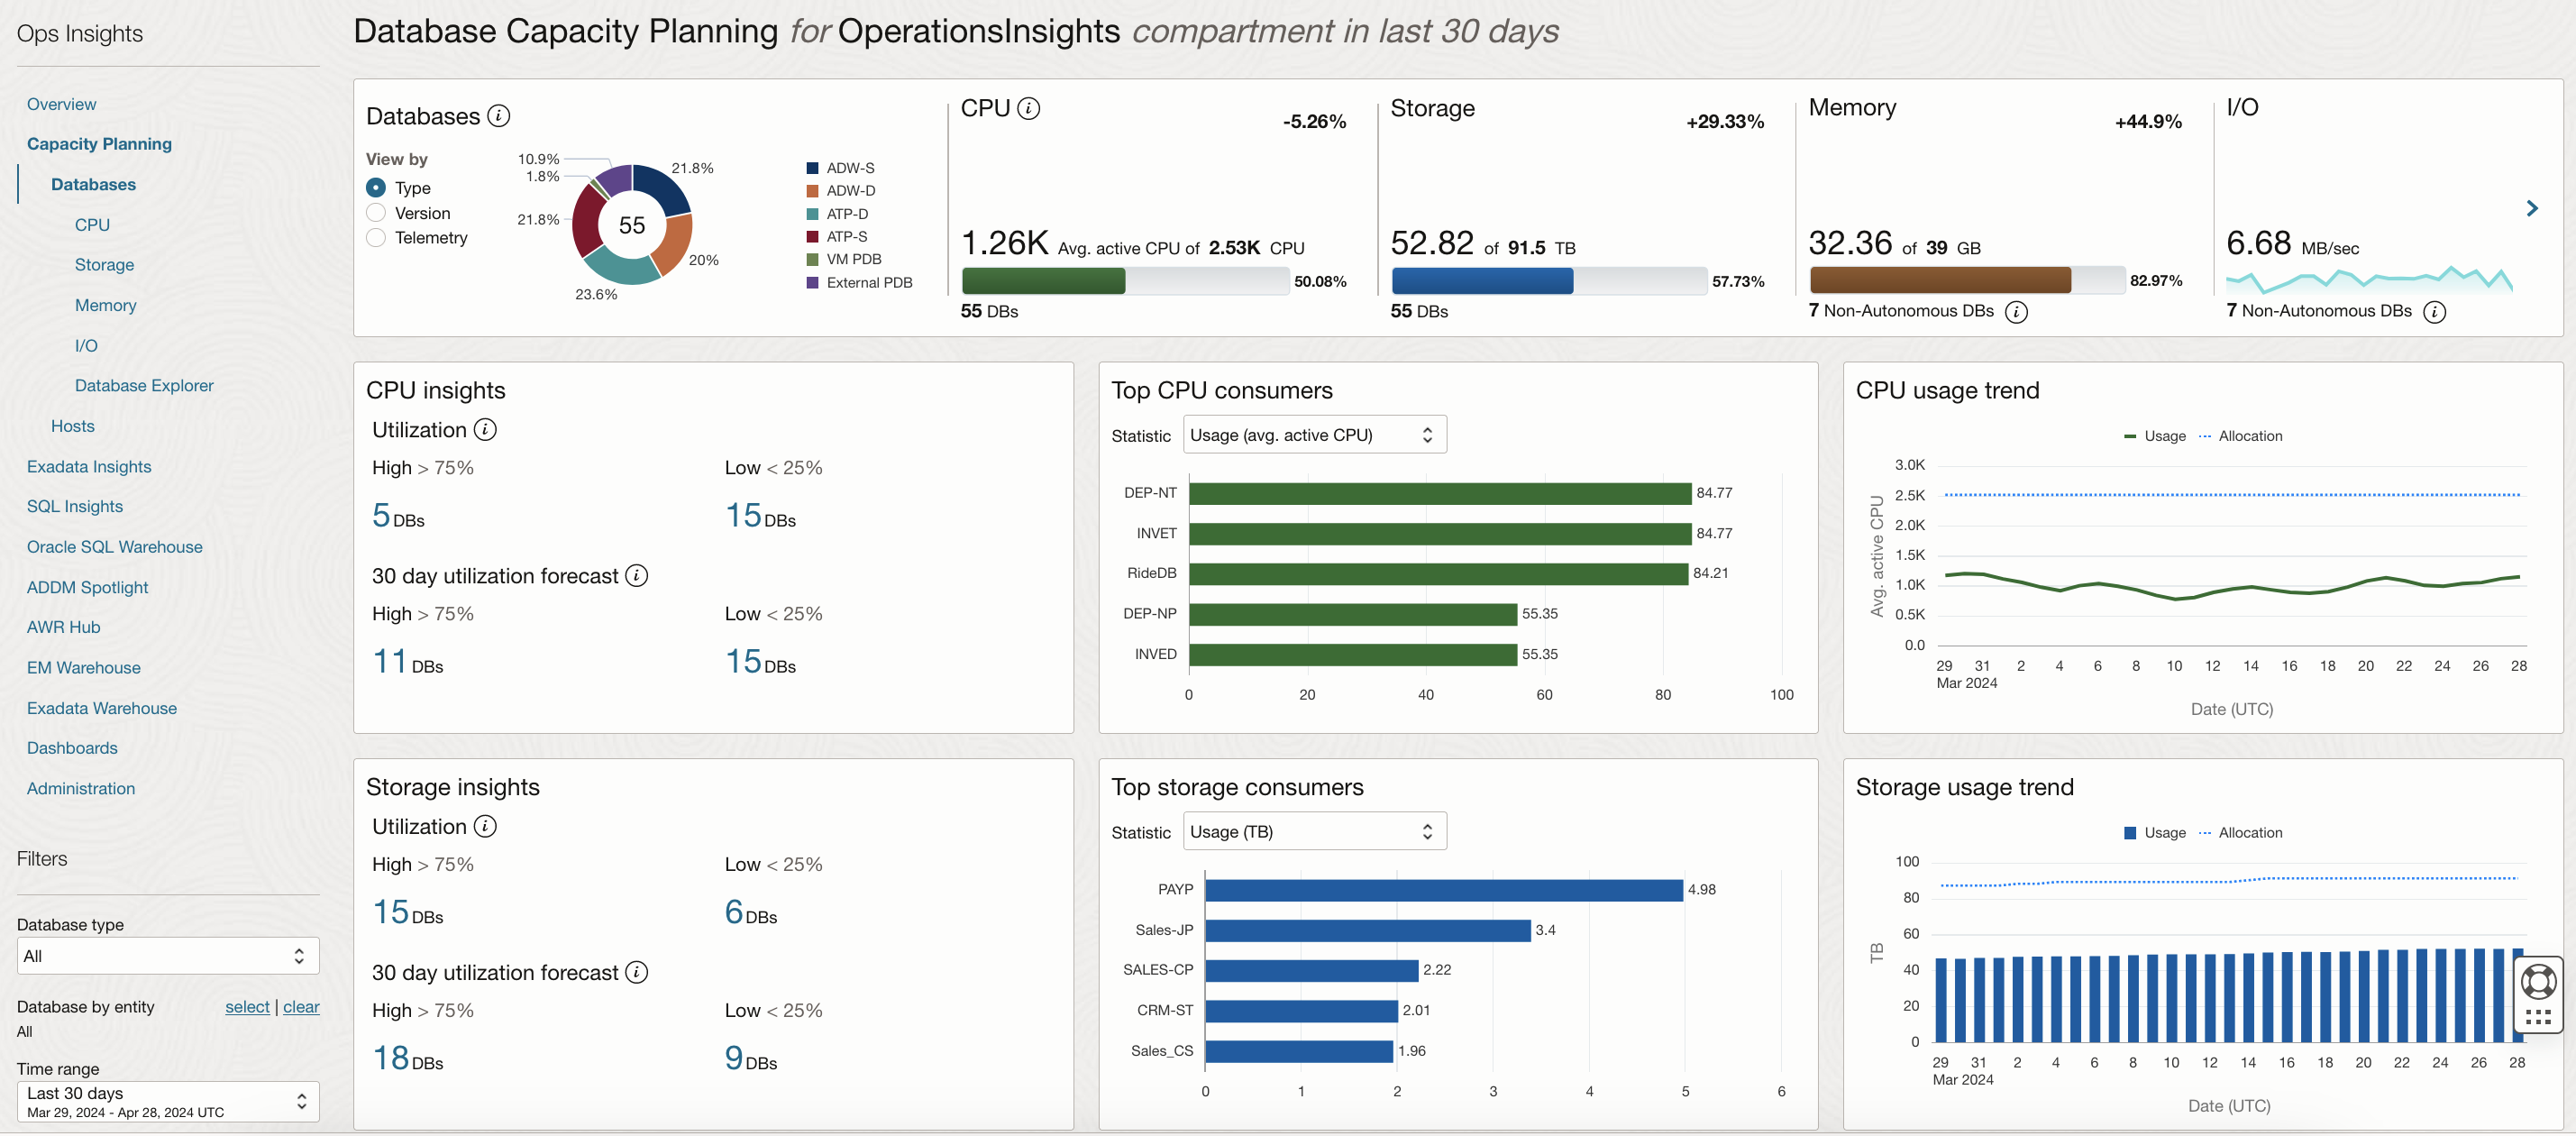 Ops Insights
Overview
Capacity Planning
Databases
CPU
Storage
Memory
I/O
Database Explorer
Hosts
Exadata Insights
SQL Insights
Oracle SQL Warehouse
ADDM Spotlight
AWR Hub
EM Warehouse
Exadata Warehouse
Dashboards
Administration
Filters
Database type
All
Database by entity select | clear
All
Time range
Last 30 days
Mar 29, 2024 - Apr 28, 2024 UTC
Database Capacity Planning for OperationsInsights compartment in last 30 days
Databases i
View by
Type
Version
Telemetry
10.9%
1.8%
21.8%
21.8%
20%
23.6%
55
ADW-S
ADW-D
ATP-D
ATP-S
VM PDB
External PDB
CPU i
-5.26%
1.26K Avg. active CPU of 2.53K CPU
50.08%
55 DBs
Storage
+29.33%
52.82 of 91.5 TB
57.73%
55 DBs
Memory
+44.9%
32.36 of 39 GB
82.97%
7 Non-Autonomous DBs i
I/O
6.68 MB/sec
7 Non-Autonomous DBs i
CPU insights
Utilization i
High > 75% Low < 25%
5 DBs 15 DBs
30 day utilization forecast i
High > 75% Low < 25%
11 DBs 15 DBs
Top CPU consumers
Statistic Usage (avg. active CPU)
DEP-NT 84.77
INVET 84.77
RideDB 84.21
DEP-NP 55.35
INVED 55.35
0 20 40 60 80 100
CPU usage trend
Usage Allocation
Avg. active CPU
3.0K
2.5K
2.0K
1.5K
1.0K
0.5K
0.0
29 31 2 4 6 8 10 12 14 16 18 20 22 24 26 28
Mar 2024
Date (UTC)
Storage insights
Utilization i
High > 75% Low < 25%
15 DBs 6 DBs
30 day utilization forecast i
High > 75% Low < 25%
18 DBs 9 DBs
Top storage consumers
Statistic Usage (TB)
PAYP 4.98
Sales-JP 3.4
SALES-CP 2.22
CRM-ST 2.01
Sales_CS 1.96
0 1 2 3 4 5 6
Storage usage trend
Usage Allocation
TB
100
80
60
40
20
0
29 31 2 4 6 8 10 12 14 16 18 20 22 24 26 28
Mar 2024
Date (UTC)